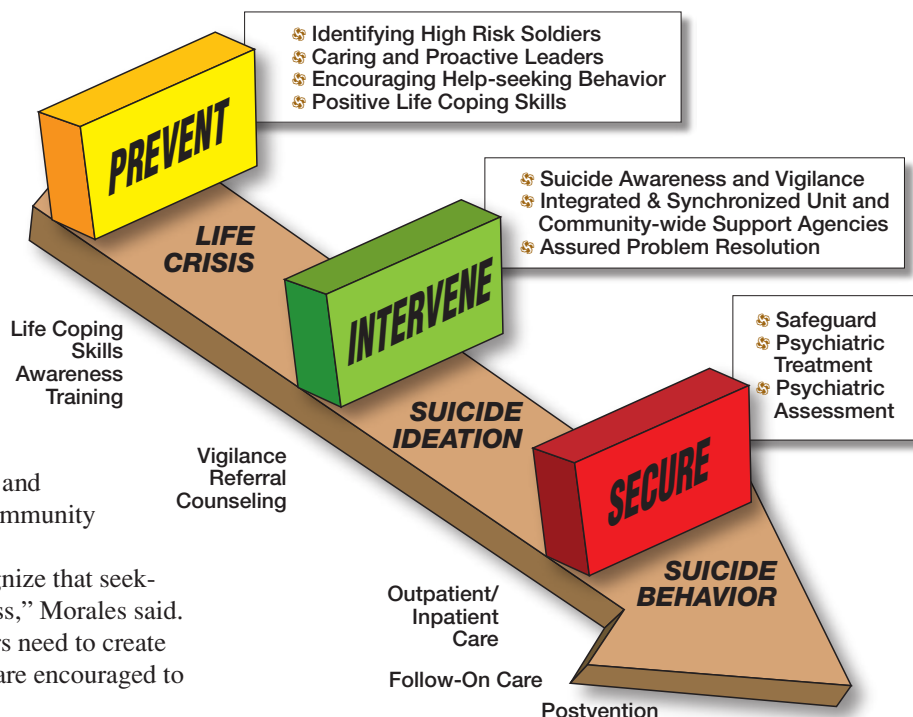 Identifying High Risk Soldiers
Caring and Proactive Leaders
Encouraging Help-seeking Behavior
Positive Life Coping Skills
PREVENT
Suicide Awareness and Vigilance
Integrated & Synchronized Unit and
Community-wide Support Agencies
Assured Problem Resolution
LIFE
CRISIS
INTERVENE
Safeguard
Psychiatric
Treatment
Psychiatric
Assessment
Life Coping
Skills
Awareness
Training
SUICIDE
IDEATION
SECURE
Vigilance
Referral
Counseling
SUICIDE
BEHAVIOR
Outpatient/
Inpatient
Care
Follow-On Care
Postvention
and
mmunity
gnize that seek-
ss,” Morales said.
rs need to create
are encouraged to